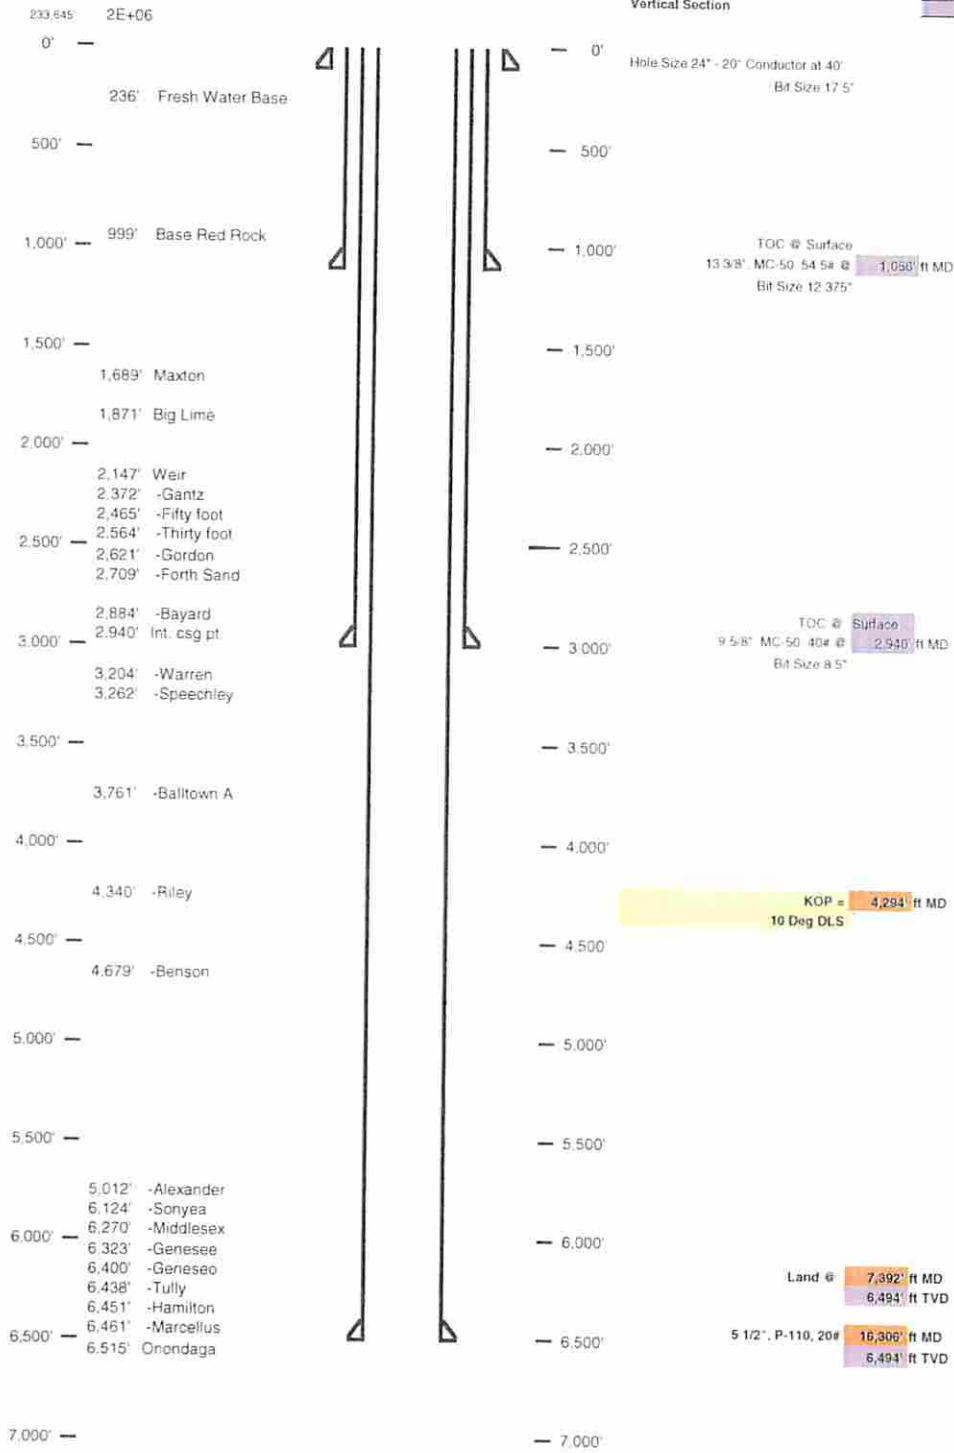 Vertical Section
233,645' 2E+06
0'
0'
Hole Size 24" - 20" Conductor at 40'
Bit Size 17.5"
236' Fresh Water Base
500'
500'
999' Base Red Rock
1,000'
1,000'
TOC @ Surface
13 3/8", MC-50, 54.5# @ 1,056' ft MD
Bit Size 12.375"
1,500'
1,500'
1,689' Maxton
1,871' Big Lime
2,000'
2,000'
2,147' Weir
2,372' -Gantz
2,465' -Fifty foot
2,564' -Thirty foot
2,500'
2,500'
2,621' -Gordon
2,709' -Forth Sand
2,884' -Bayard
2,940' Int. csg pt.
3,000'
3,000'
TOC @ Surface
9 5/8" MC-50, 40# @ 2,940' ft MD
Bit Size 8.5"
3,204' -Warren
3,262' -Speechley
3,500'
3,500'
3,761' -Balltown A
4,000'
4,000'
4,340' -Riley
KOP = 4,294' ft MD
10 Deg DLS
4,500'
4,500'
4,679' -Benson
5,000'
5,000'
5,500'
5,500'
5,012' -Alexander
6,124' -Sonyea
6,270' -Middlesex
6,000'
6,000'
6,323' -Genesee
6,400' -Geneseo
6,438' -Tully
6,451' -Hamilton
6,461' -Marcellus
Land @ 7,392' ft MD
6,494' ft TVD
6,500'
6,500'
6,515' Onondaga
5 1/2", P-110, 20# 16,306' ft MD
6,494' ft TVD
7,000'
7,000'